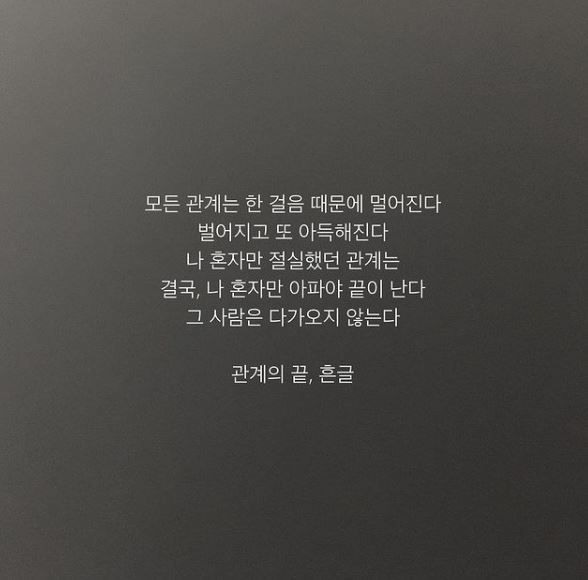 모든 관계는 한 걸음 때문에 멀어진다
벌어지고 또 아득해진다
나 혼자만 절실했던 관계는
결국, 나 혼자만 아파야 끝이 난다
그 사람은 다가오지 않는다
관계의 끝, 흔글